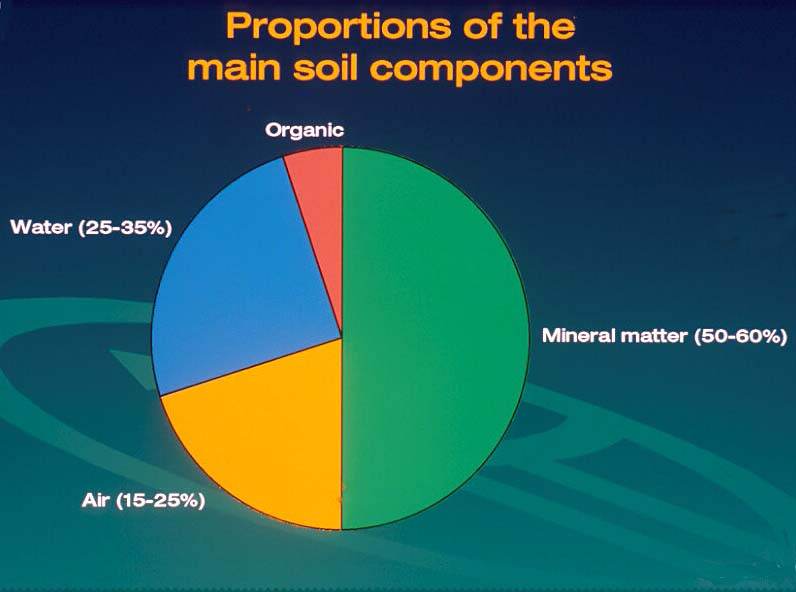 Proportions of the
main soil components
Organic
Water (25-35%)
Mineral matter (50-60%)
Air (15-25%)